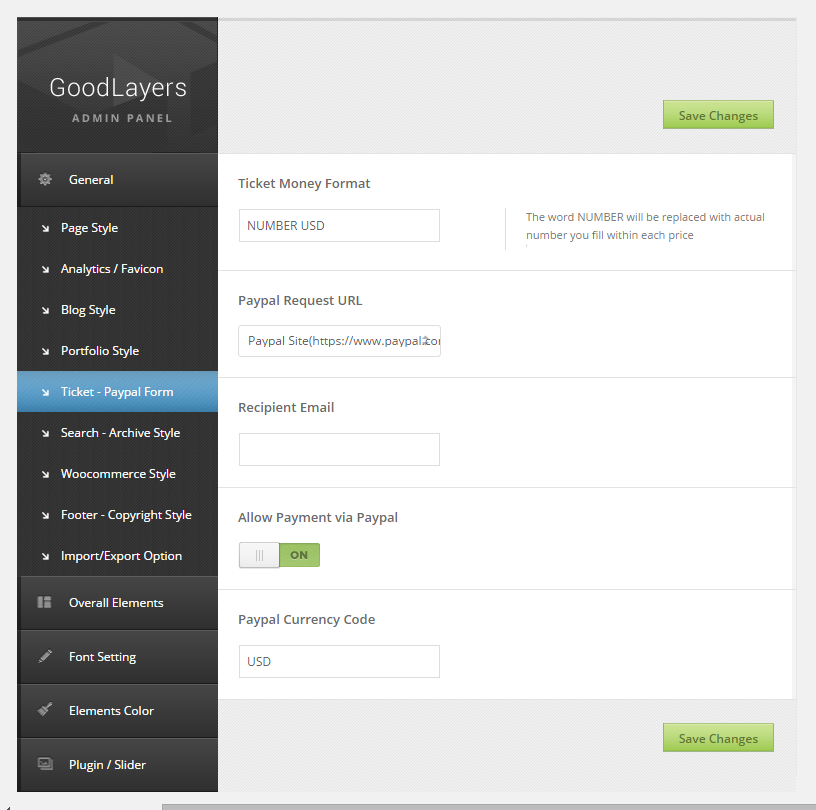 GoodLayers
ADMIN PANEL
Save Changes
General
Page Style
Analytics / Favicon
Blog Style
Portfolio Style
Ticket - Paypal Form
Search - Archive Style
Woocommerce Style
Footer - Copyright Style
Import/Export Option
Overall Elements
Font Setting
Elements Color
Plugin / Slider
Ticket Money Format
NUMBER USD
The word NUMBER will be replaced with actual
number you fill within each price
Paypal Request URL
Paypal Site(https://www.paypal.cor
Recipient Email
Allow Payment via Paypal
ON
Paypal Currency Code
USD
Save Changes